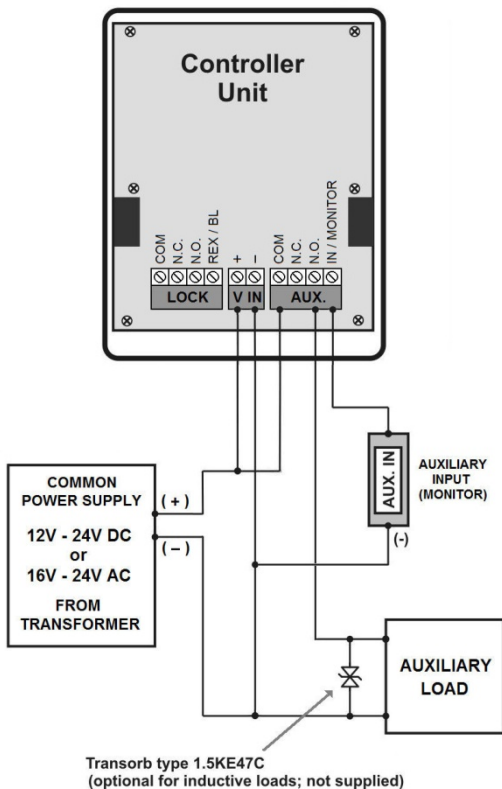 Controller
Unit
COM
N.C.
N.O.
REX / BL
+
–
COM
N.C.
N.O.
IN / MONITOR
LOCK
V IN
AUX.
AUX. IN
AUXILIARY
INPUT
(MONITOR)
(-)
COMMON
POWER SUPPLY
12V - 24V DC
or
16V - 24V AC
FROM
TRANSFORMER
( + )
( – )
AUXILIARY
LOAD
Transorb type 1.5KE47C
(optional for inductive loads; not supplied)